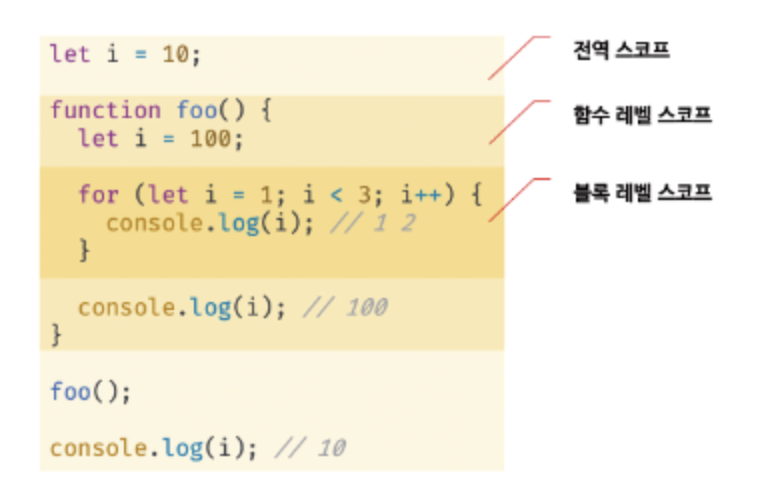 let i = 10;
전역 스코프
function foo() {
함수 레벨 스코프
let i = 100;
for (let i = 1; i < 3; i++) {
블록 레벨 스코프
console.log(i); // 1 2
}
console.log(i); // 100
}
foo();
console.log(i); // 10